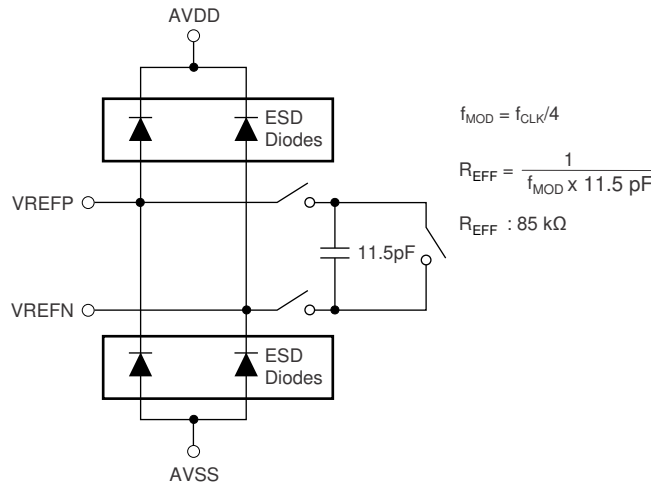 AVDD
ESD
Diodes
f_MOD = f_CLK/4
R_EFF = 1 / f_MOD x 11.5 pF
VREFP
R_EFF : 85 kΩ
11.5pF
VREFN
ESD
Diodes
AVSS